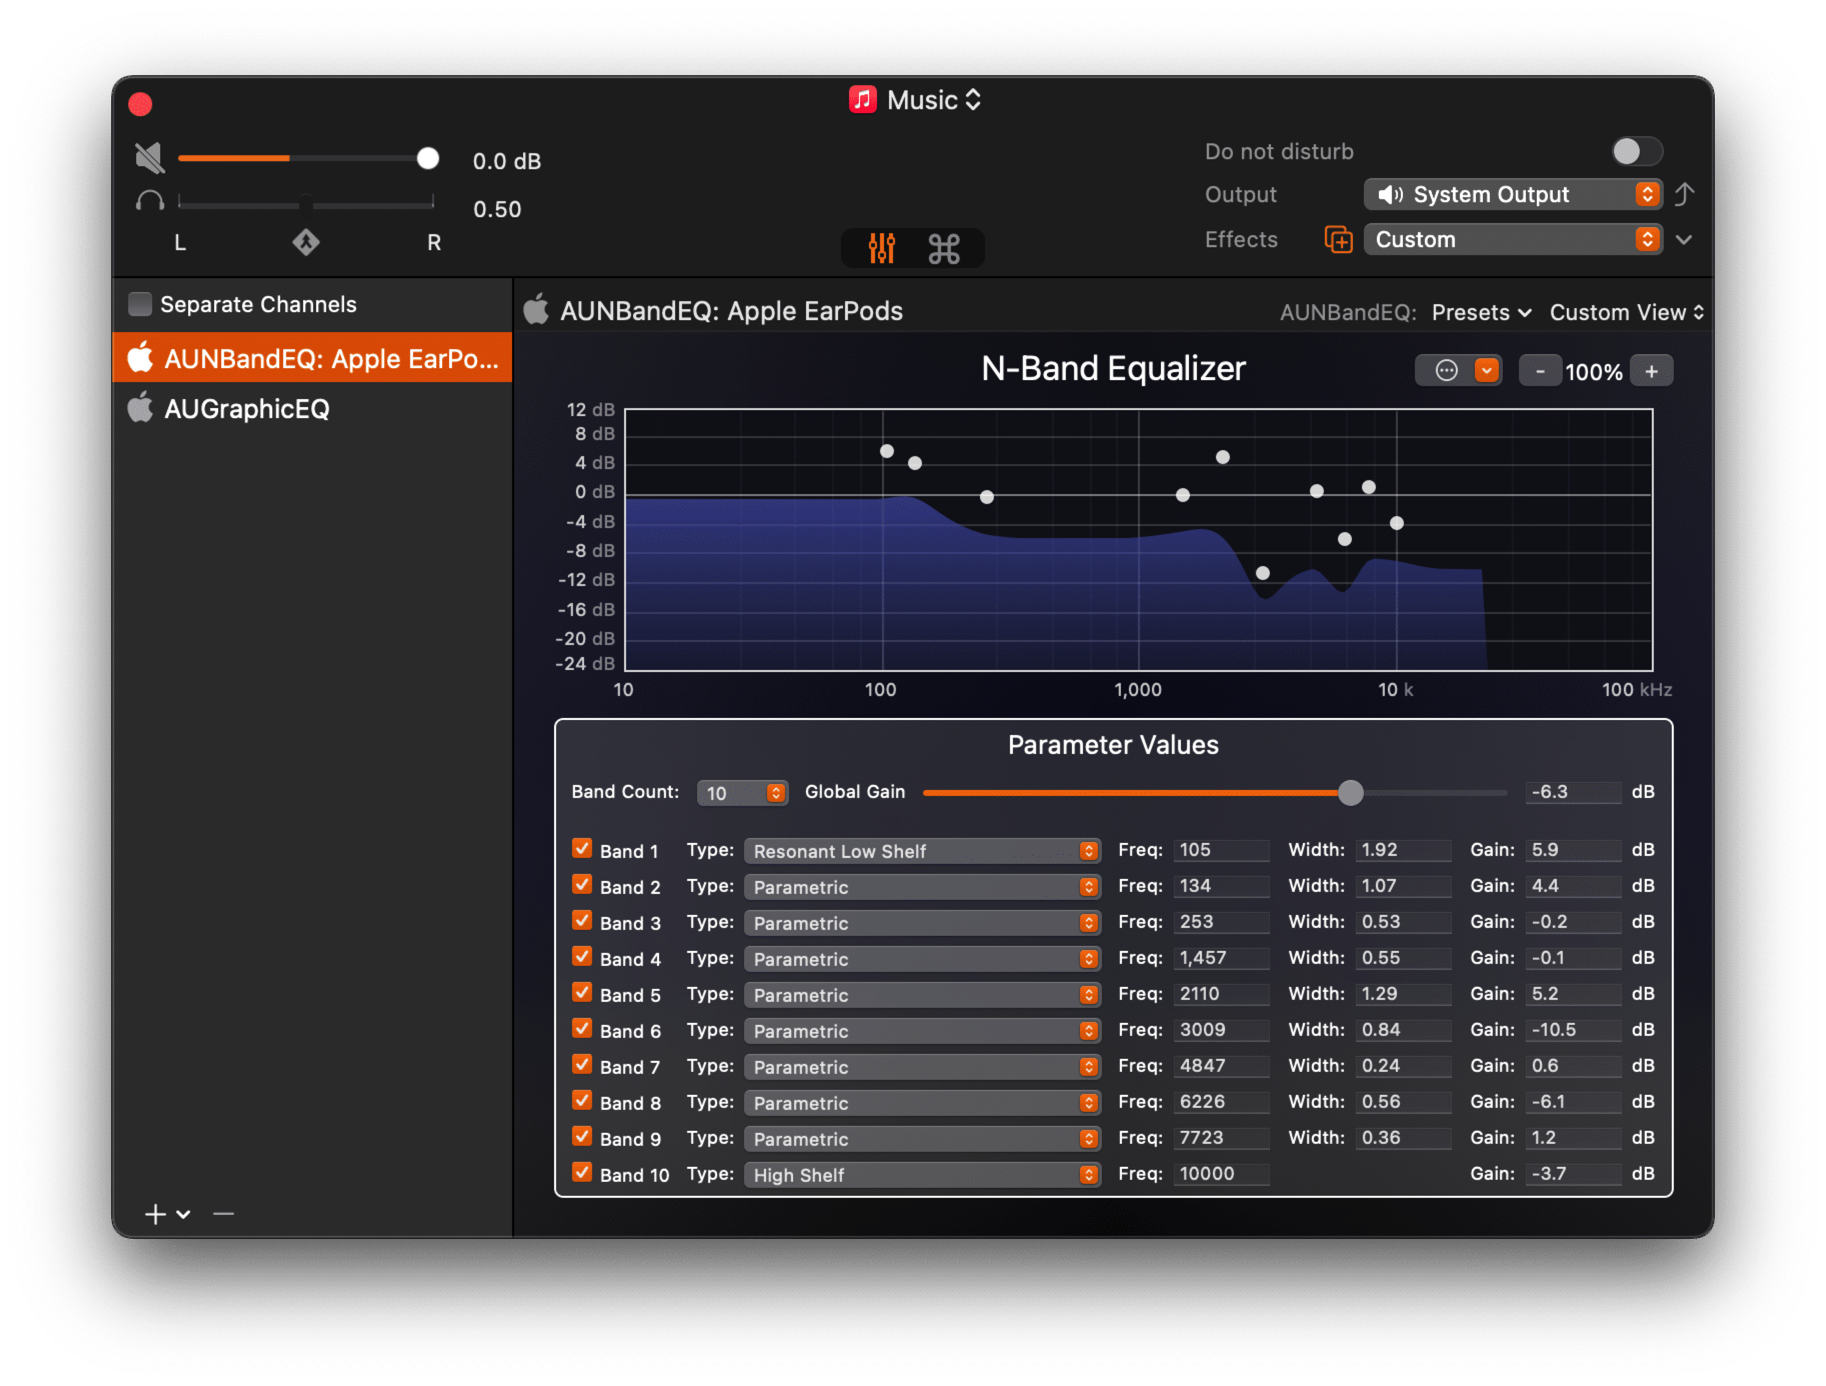 Music
0.0 dB
0.50
L R
Do not disturb
Output System Output
Effects Custom
Separate Channels
AUNBandEQ: Apple EarPo...
AUGraphicEQ
AUNBandEQ: Apple EarPods
AUNBandEQ: Presets Custom View
N-Band Equalizer
- 100% +
12 dB
8 dB
4 dB
0 dB
-4 dB
-8 dB
-12 dB
-16 dB
-20 dB
-24 dB
10 100 1,000 10 k 100 kHz
Parameter Values
Band Count: 10 Global Gain -6.3 dB
Band 1 Type: Resonant Low Shelf Freq: 105 Width: 1.92 Gain: 5.9 dB
Band 2 Type: Parametric Freq: 134 Width: 1.07 Gain: 4.4 dB
Band 3 Type: Parametric Freq: 253 Width: 0.53 Gain: -0.2 dB
Band 4 Type: Parametric Freq: 1,457 Width: 0.55 Gain: -0.1 dB
Band 5 Type: Parametric Freq: 2110 Width: 1.29 Gain: 5.2 dB
Band 6 Type: Parametric Freq: 3009 Width: 0.84 Gain: -10.5 dB
Band 7 Type: Parametric Freq: 4847 Width: 0.24 Gain: 0.6 dB
Band 8 Type: Parametric Freq: 6226 Width: 0.56 Gain: -6.1 dB
Band 9 Type: Parametric Freq: 7723 Width: 0.36 Gain: 1.2 dB
Band 10 Type: High Shelf Freq: 10000 Gain: -3.7 dB